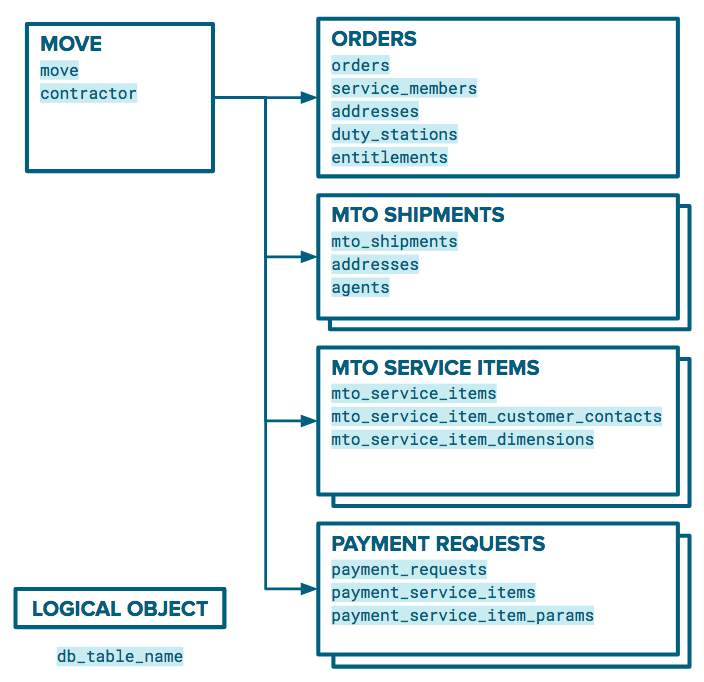 MOVE
move
contractor
ORDERS
orders
service_members
addresses
duty_stations
entitlements
MTO SHIPMENTS
mto_shipments
addresses
agents
MTO SERVICE ITEMS
mto_service_items
mto_service_item_customer_contacts
mto_service_item_dimensions
PAYMENT REQUESTS
payment_requests
payment_service_items
payment_service_item_params
LOGICAL OBJECT
db_table_name